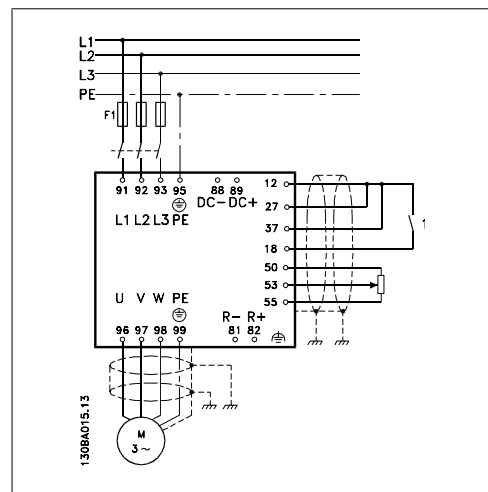 L1
L2
L3
PE
F1
91 92 93 95 88 89 12
DC- DC+
L1 L2 L3 PE
27
37
18
1
50
53
55
U V W PE
R- R+
96 97 98 99 81 82
M
3 ~
130BA015.13